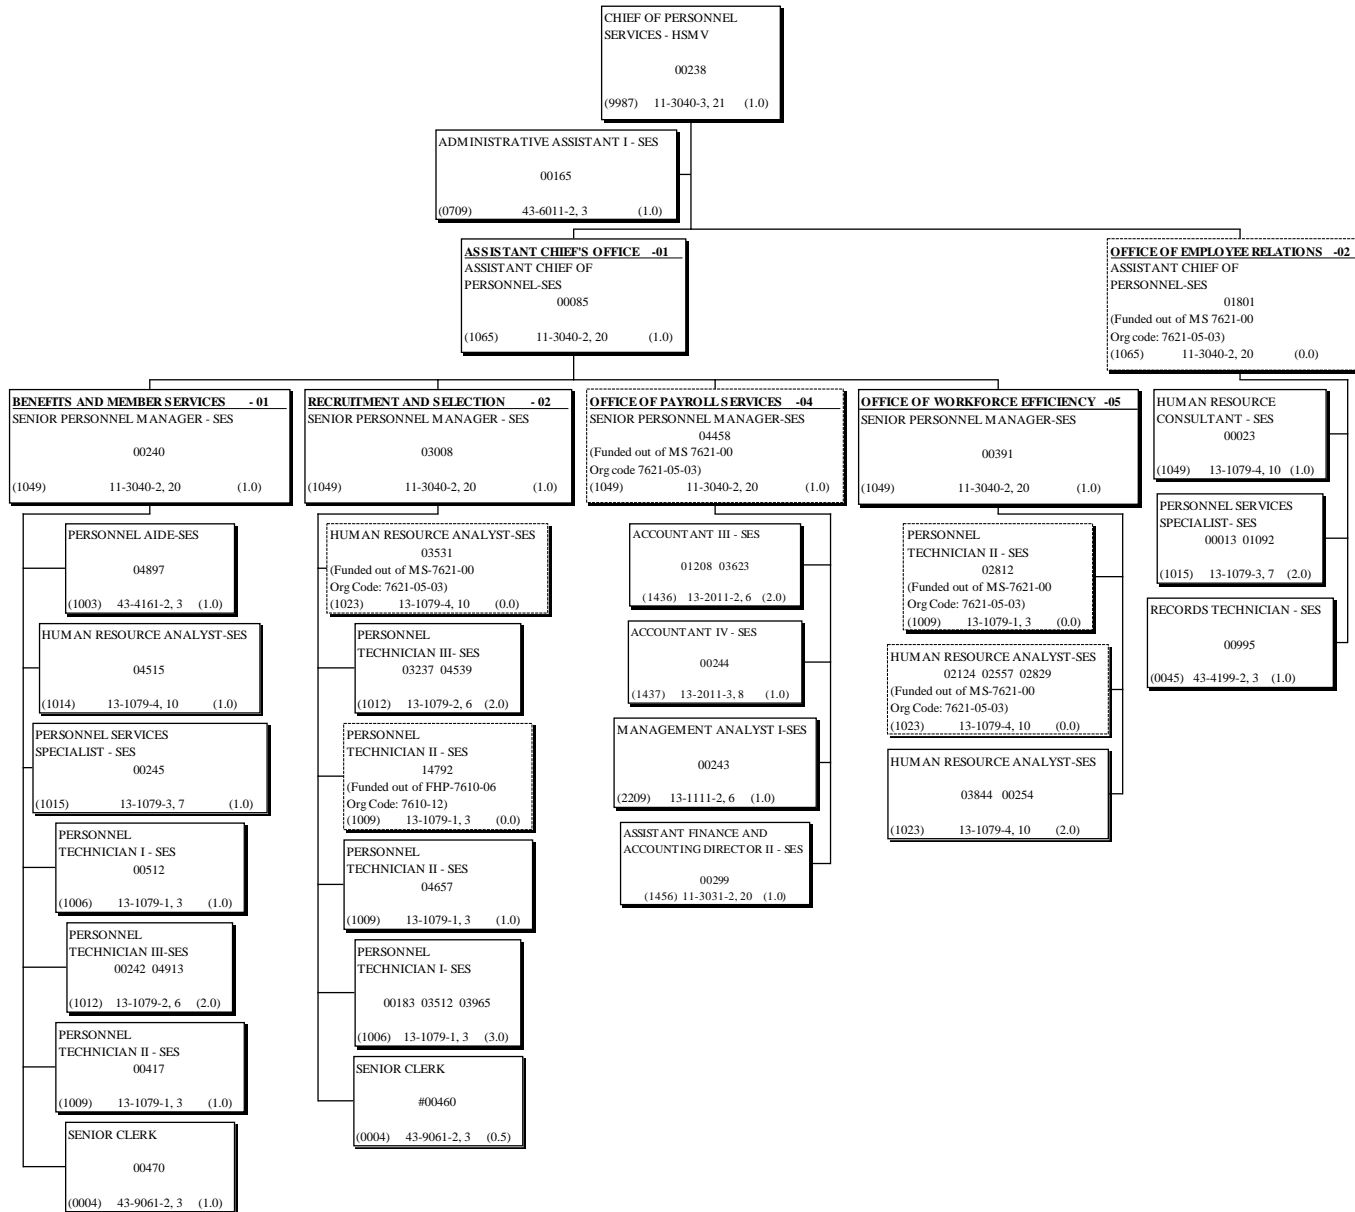 CHIEF OF PERSONNEL
SERVICES - HSMV
00238
(9987) 11-3040-3, 21 (1.0)
ADMINISTRATIVE ASSISTANT I - SES
00165
(0709) 43-6011-2, 3 (1.0)
ASSISTANT CHIEF'S OFFICE -01
ASSISTANT CHIEF OF
PERSONNEL-SES
00085
(1065) 11-3040-2, 20 (1.0)
OFFICE OF EMPLOYEE RELATIONS -02
ASSISTANT CHIEF OF
PERSONNEL-SES
01801
(Funded out of MS 7621-00
Org code: 7621-05-03)
(1065) 11-3040-2, 20 (0.0)
BENEFITS AND MEMBER SERVICES - 01
SENIOR PERSONNEL MANAGER - SES
00240
(1049) 11-3040-2, 20 (1.0)
RECRUITMENT AND SELECTION - 02
SENIOR PERSONNEL MANAGER - SES
03008
(1049) 11-3040-2, 20 (1.0)
OFFICE OF PAYROLL SERVICES -04
SENIOR PERSONNEL MANAGER-SES
04458
(Funded out of MS 7621-00
Org code 7621-05-03)
(1049) 11-3040-2, 20 (1.0)
OFFICE OF WORKFORCE EFFICIENCY -05
SENIOR PERSONNEL MANAGER-SES
00391
(1049) 11-3040-2, 20 (1.0)
HUMAN RESOURCE
CONSULTANT - SES
00023
(1049) 13-1079-4, 10 (1.0)
PERSONNEL SERVICES
SPECIALIST- SES
00013 01092
(1015) 13-1079-3, 7 (2.0)
RECORDS TECHNICIAN - SES
00995
(0045) 43-4199-2, 3 (1.0)
PERSONNEL AIDE-SES
04897
(1003) 43-4161-2, 3 (1.0)
HUMAN RESOURCE ANALYST-SES
04515
(1014) 13-1079-4, 10 (1.0)
PERSONNEL SERVICES
SPECIALIST - SES
00245
(1015) 13-1079-3, 7 (1.0)
PERSONNEL
TECHNICIAN I - SES
00512
(1006) 13-1079-1, 3 (1.0)
PERSONNEL
TECHNICIAN III-SES
00242 04913
(1012) 13-1079-2, 6 (2.0)
PERSONNEL
TECHNICIAN II - SES
00417
(1009) 13-1079-1, 3 (1.0)
SENIOR CLERK
00470
(0004) 43-9061-2, 3 (1.0)
HUMAN RESOURCE ANALYST-SES
03531
(Funded out of MS-7621-00
Org Code: 7621-05-03)
(1023) 13-1079-4, 10 (0.0)
PERSONNEL
TECHNICIAN III- SES
03237 04539
(1012) 13-1079-2, 6 (2.0)
PERSONNEL
TECHNICIAN II - SES
14792
(Funded out of FHP-7610-06
Org Code: 7610-12)
(1009) 13-1079-1, 3 (0.0)
PERSONNEL
TECHNICIAN II - SES
04657
(1009) 13-1079-1, 3 (1.0)
PERSONNEL
TECHNICIAN I- SES
00183 03512 03965
(1006) 13-1079-1, 3 (3.0)
SENIOR CLERK
#00460
(0004) 43-9061-2, 3 (0.5)
ACCOUNTANT III - SES
01208 03623
(1436) 13-2011-2, 6 (2.0)
ACCOUNTANT IV - SES
00244
(1437) 13-2011-3, 8 (1.0)
MANAGEMENT ANALYST I-SES
00243
(2209) 13-1111-2, 6 (1.0)
ASSISTANT FINANCE AND
ACCOUNTING DIRECTOR II - SES
00299
(1456) 11-3031-2, 20 (1.0)
PERSONNEL
TECHNICIAN II - SES
02812
(Funded out of MS-7621-00
Org Code: 7621-05-03)
(1009) 13-1079-1, 3 (0.0)
HUMAN RESOURCE ANALYST-SES
02124 02557 02829
(Funded out of MS-7621-00
Org Code: 7621-05-03)
(1023) 13-1079-4, 10 (0.0)
HUMAN RESOURCE ANALYST-SES
03844 00254
(1023) 13-1079-4, 10 (2.0)